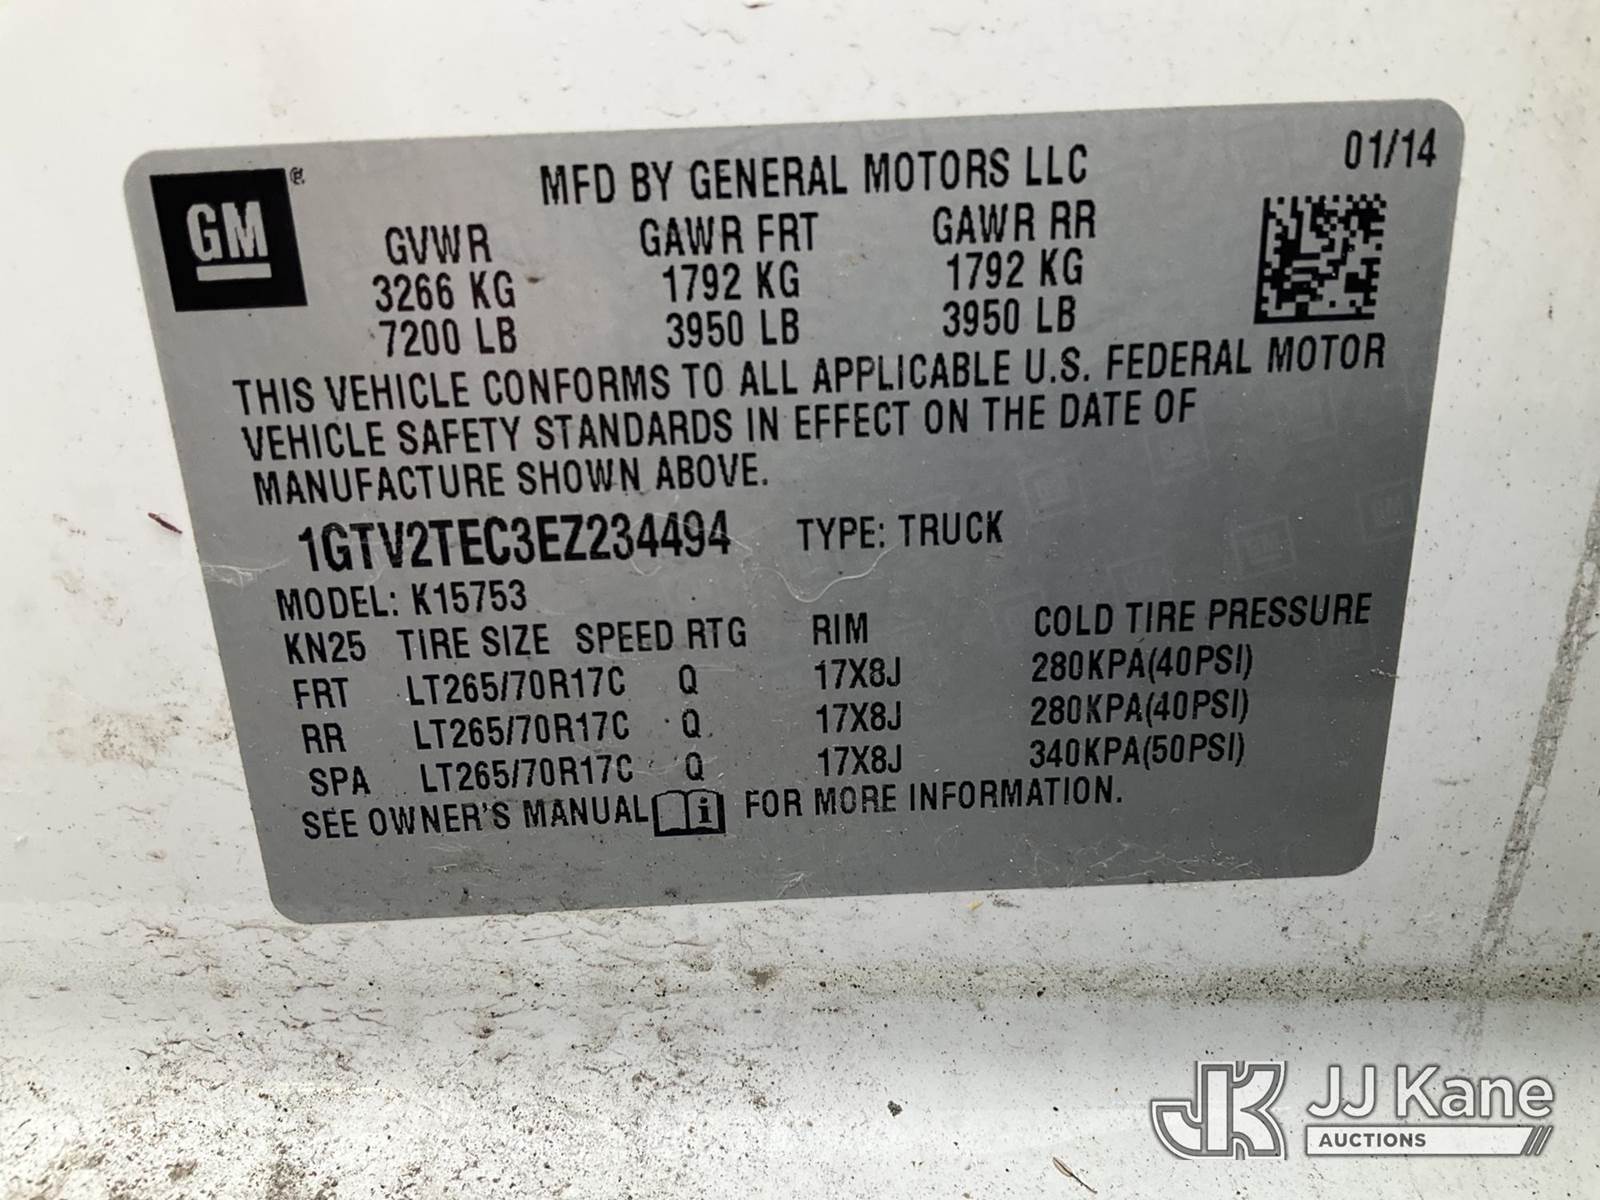 GM ®
MFD BY GENERAL MOTORS LLC 01/14
GVWR GAWR FRT GAWR RR
3266 KG 1792 KG 1792 KG
7200 LB 3950 LB 3950 LB
THIS VEHICLE CONFORMS TO ALL APPLICABLE U.S. FEDERAL MOTOR
VEHICLE SAFETY STANDARDS IN EFFECT ON THE DATE OF
MANUFACTURE SHOWN ABOVE.
1GTV2TEC3EZ234494 TYPE: TRUCK
MODEL: K15753
KN25 TIRE SIZE SPEED RTG RIM COLD TIRE PRESSURE
FRT LT265/70R17C Q 17X8J 280KPA(40PSI)
RR LT265/70R17C Q 17X8J 280KPA(40PSI)
SPA LT265/70R17C Q 17X8J 340KPA(50PSI)
SEE OWNER'S MANUAL FOR MORE INFORMATION.
JK JJ Kane
AUCTIONS